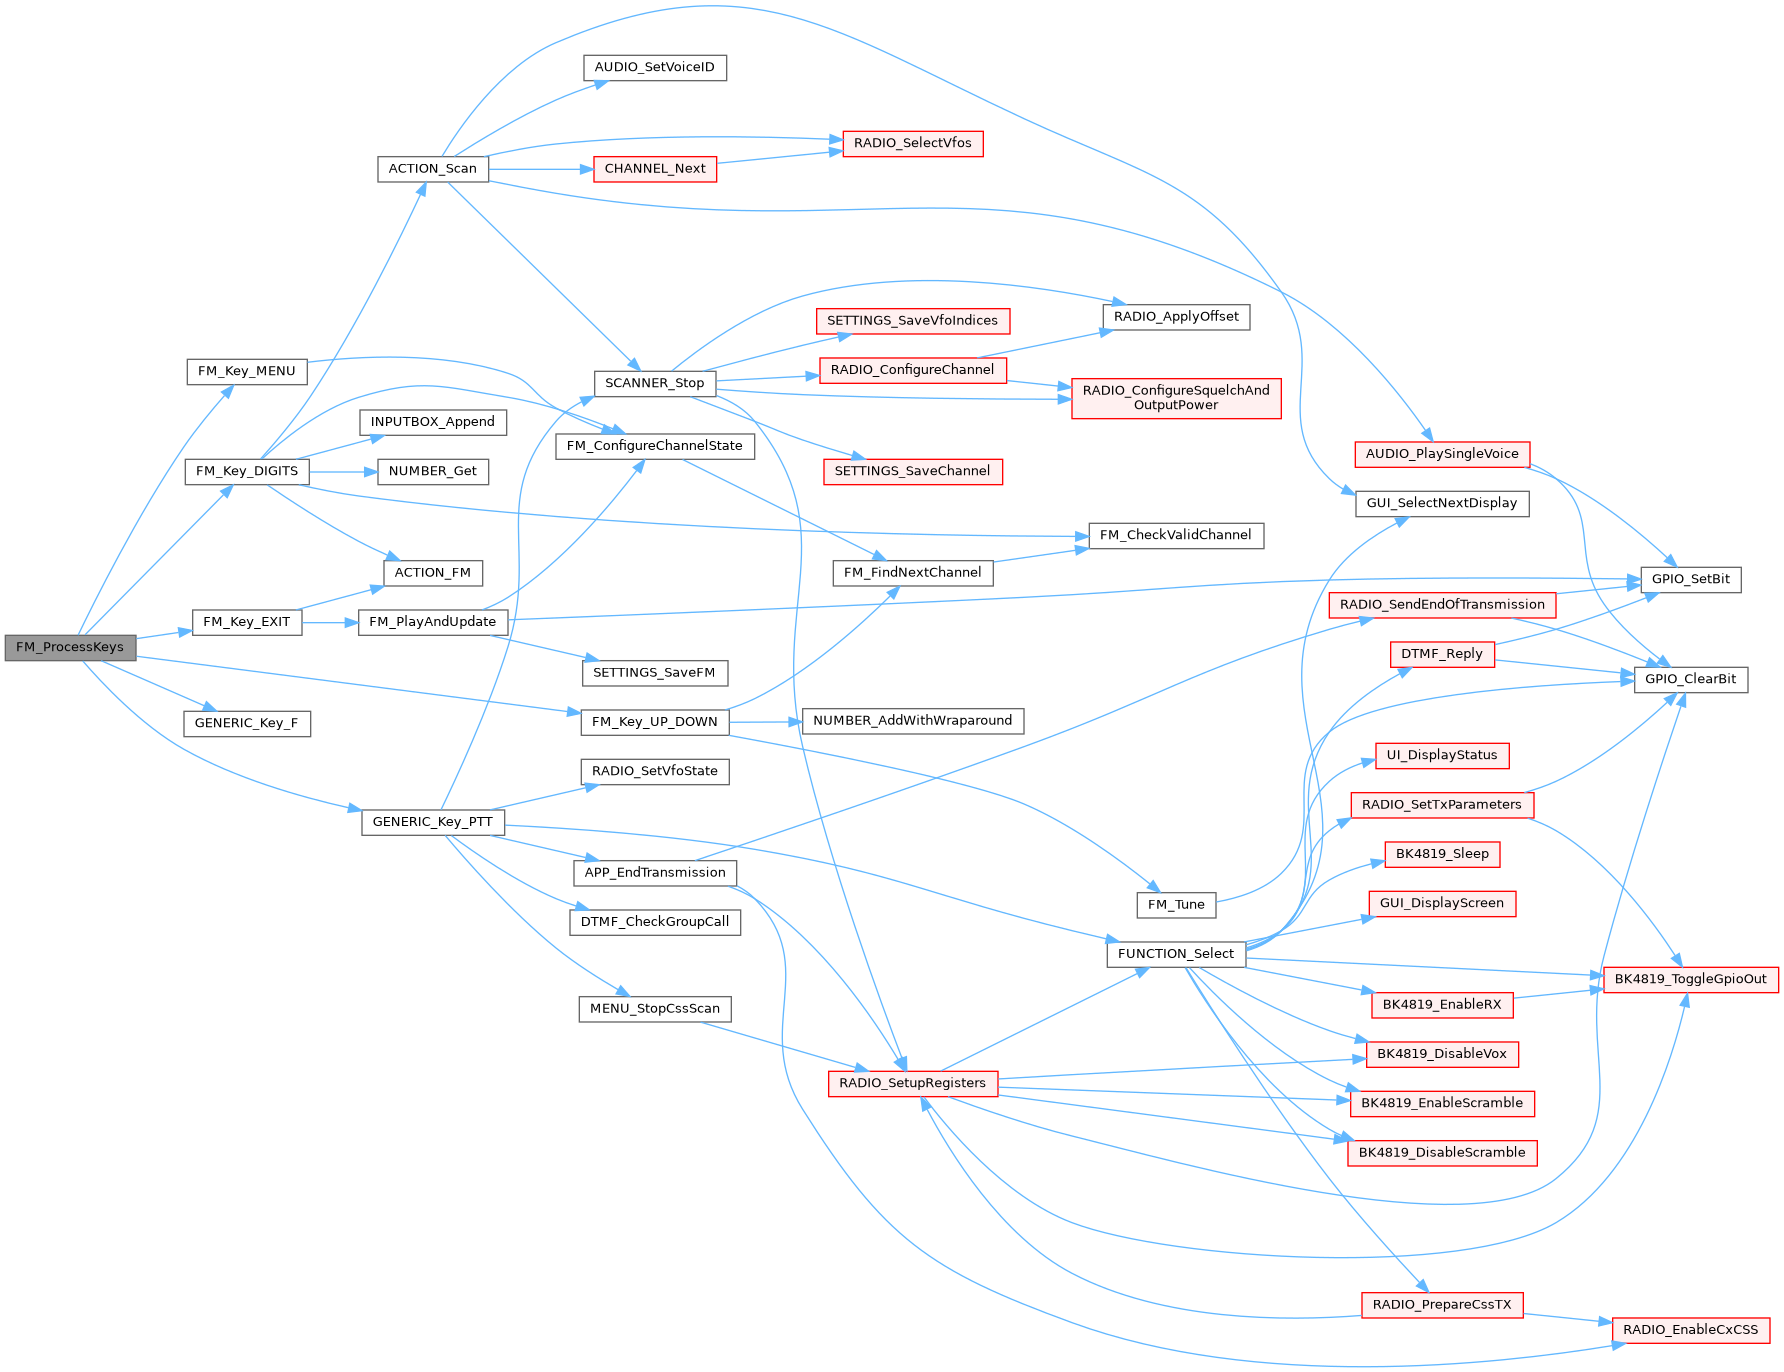 AUDIO_SetVoiceID
RADIO_SelectVfos
ACTION_Scan
CHANNEL_Next
RADIO_ApplyOffset
SETTINGS_SaveVfoIndices
FM_Key_MENU
RADIO_ConfigureChannel
SCANNER_Stop
RADIO_ConfigureSquelchAnd
OutputPower
INPUTBOX_Append
FM_ConfigureChannelState
AUDIO_PlaySingleVoice
FM_Key_DIGITS
NUMBER_Get
SETTINGS_SaveChannel
GUI_SelectNextDisplay
FM_CheckValidChannel
ACTION_FM
FM_FindNextChannel
GPIO_SetBit
RADIO_SendEndOfTransmission
FM_Key_EXIT
FM_PlayAndUpdate
FM_ProcessKeys
DTMF_Reply
SETTINGS_SaveFM
GPIO_ClearBit
GENERIC_Key_F
FM_Key_UP_DOWN
NUMBER_AddWithWraparound
UI_DisplayStatus
RADIO_SetVfoState
RADIO_SetTxParameters
GENERIC_Key_PTT
BK4819_Sleep
APP_EndTransmission
FM_Tune
GUI_DisplayScreen
DTMF_CheckGroupCall
FUNCTION_Select
BK4819_ToggleGpioOut
MENU_StopCssScan
BK4819_EnableRX
BK4819_DisableVox
RADIO_SetupRegisters
BK4819_EnableScramble
BK4819_DisableScramble
RADIO_PrepareCssTX
RADIO_EnableCxCSS